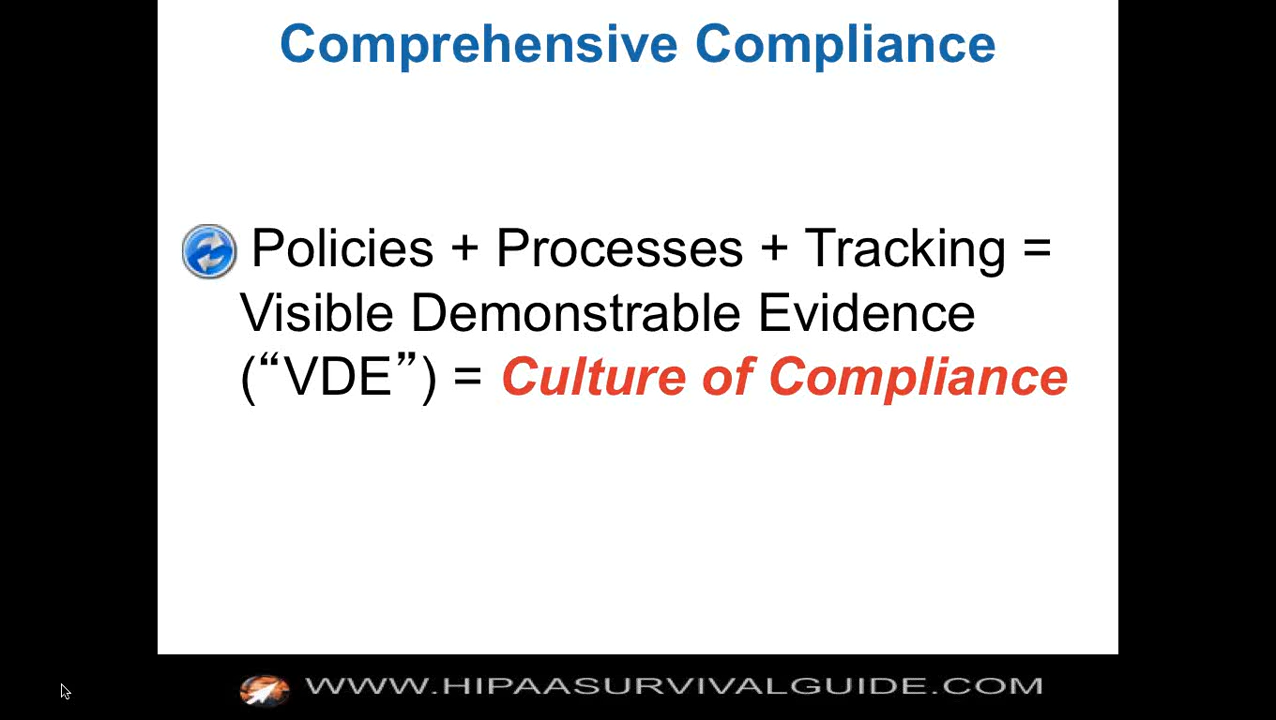 Comprehensive Compliance
Policies + Processes + Tracking =
Visible Demonstrable Evidence
(“VDE”) = Culture of Compliance
WWW.HIPAASURVIVALGUIDE.COM